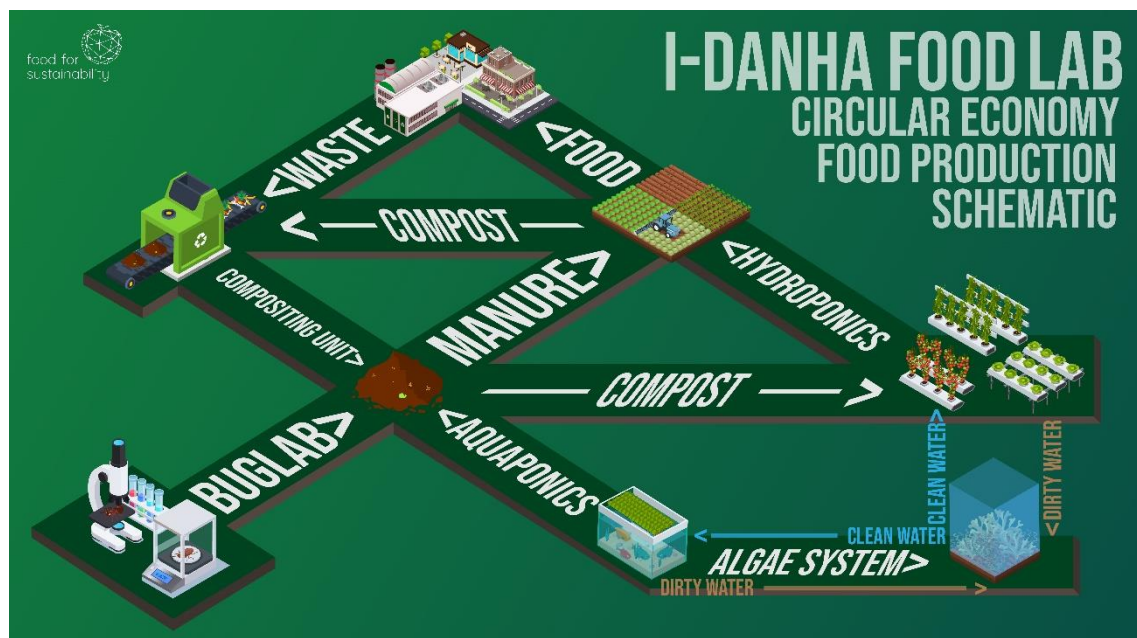 food for
sustainability
I-DANHA FOOD LAB
CIRCULAR ECONOMY
FOOD PRODUCTION
SCHEMATIC
<WASTE
<FOOD
< COMPOST
<HYDROPONICS
COMPOSITING UNIT>
MANURE>
COMPOST >
BUGLAB>
<AQUAPONICS
CLEAN WATER>
<DIRTY WATER
CLEAN WATER
ALGAE SYSTEM>
DIRTY WATER >